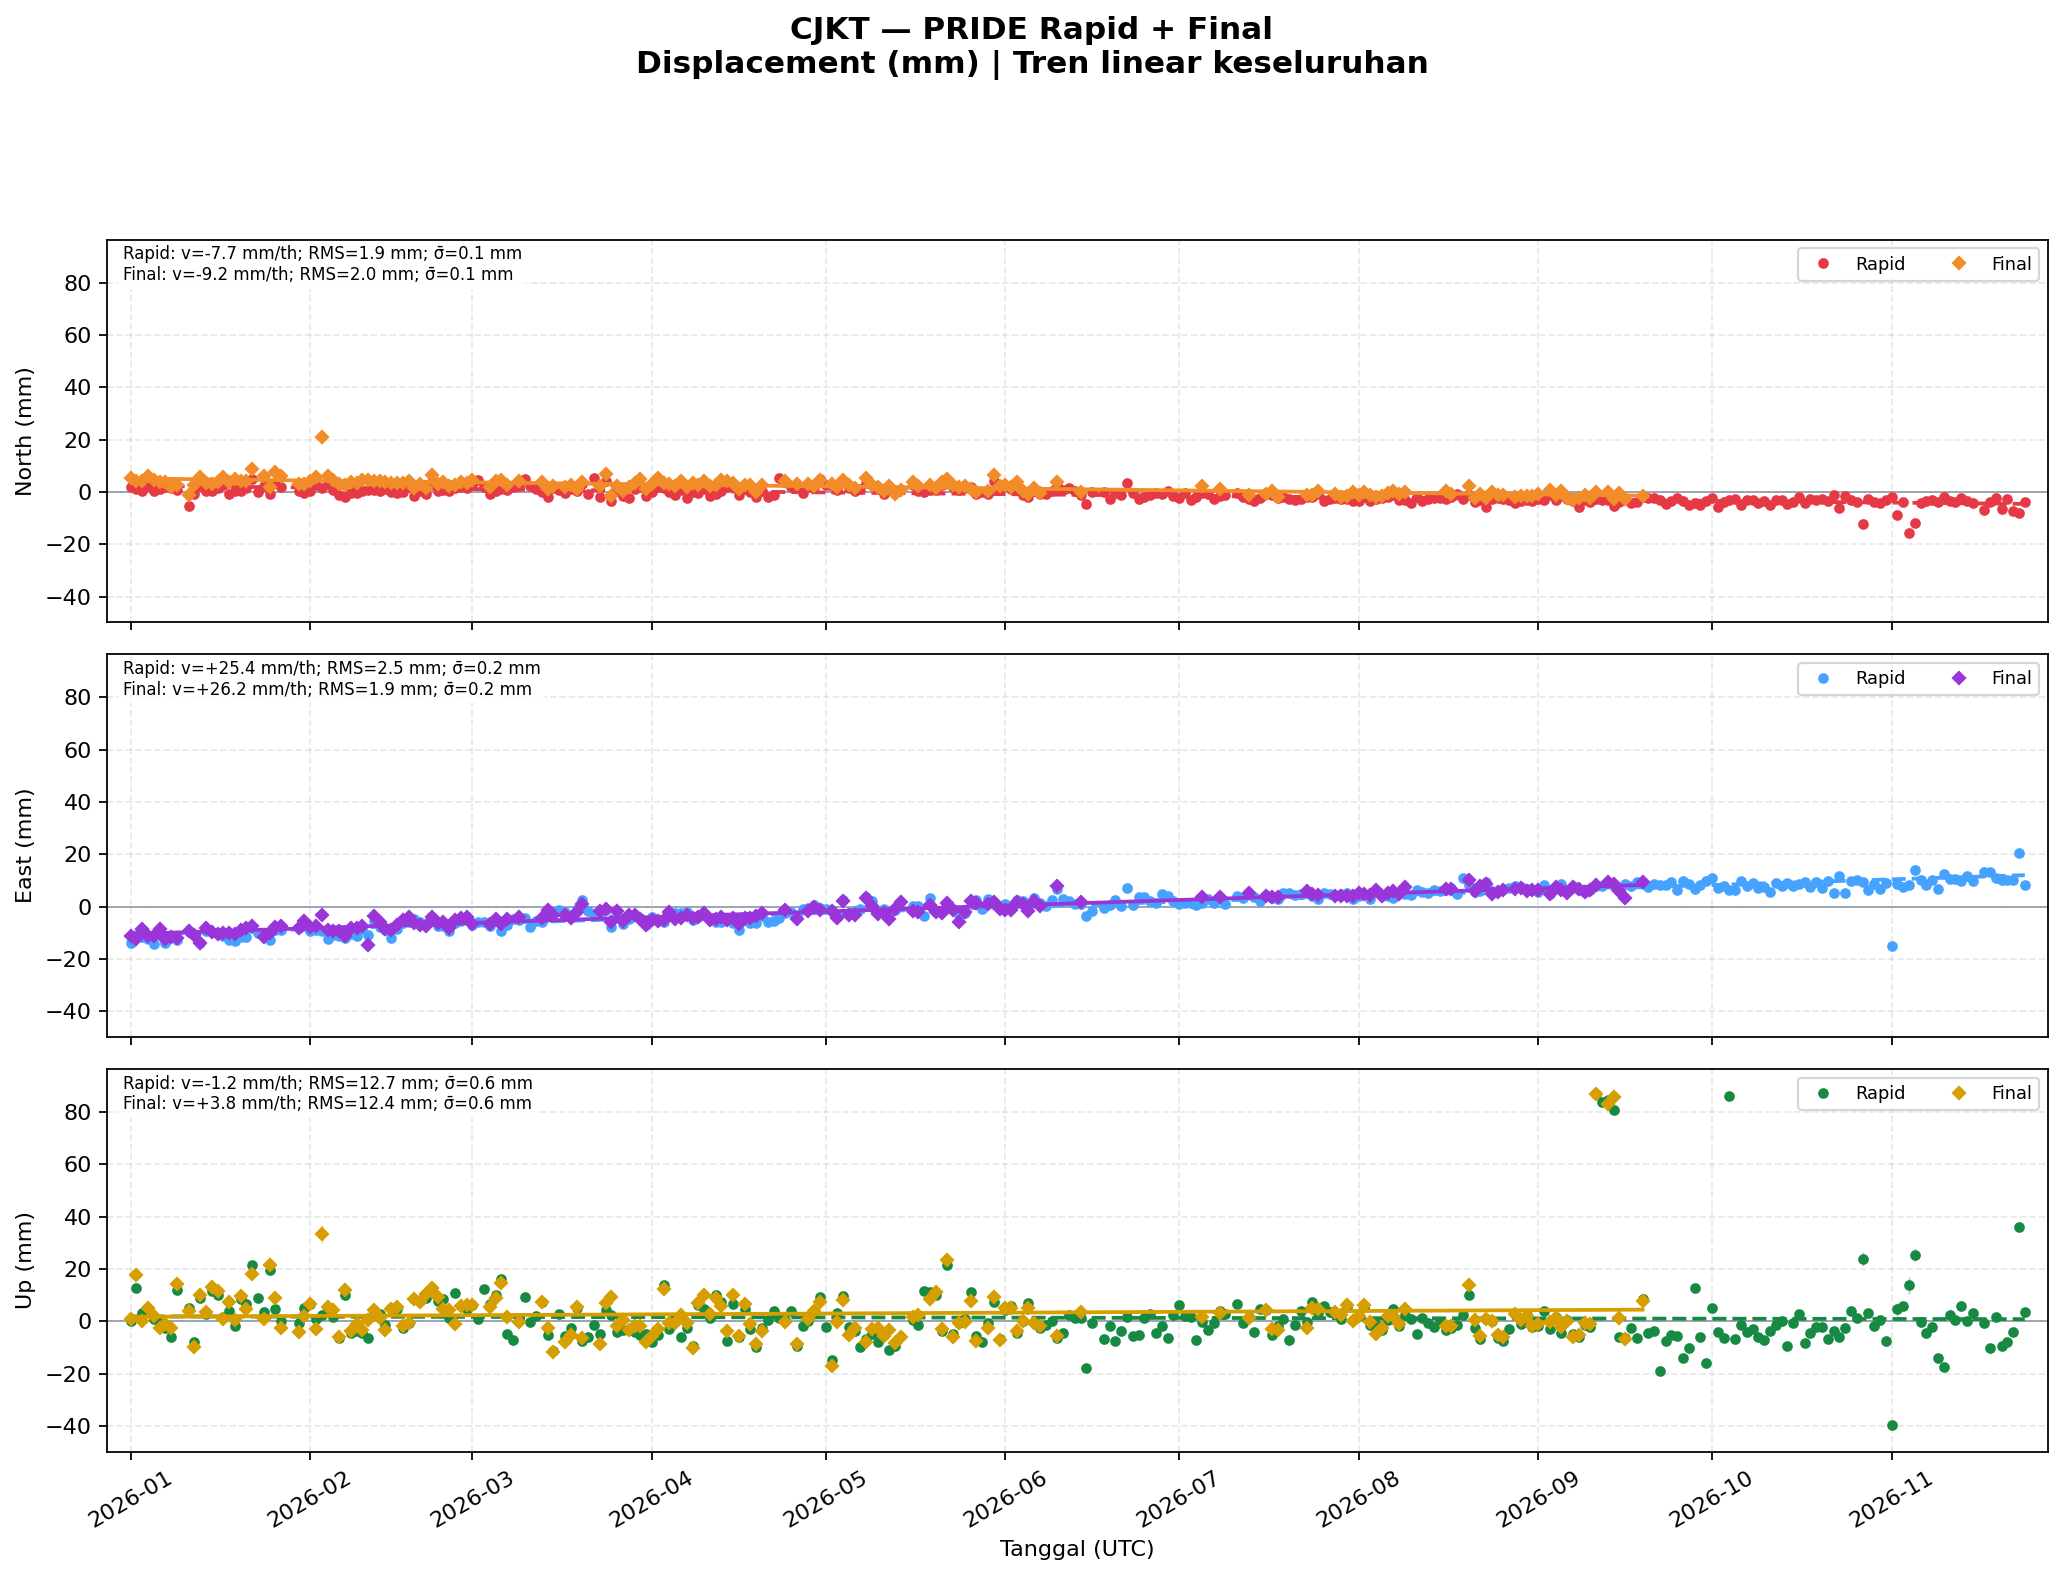 CJKT — PRIDE Rapid + Final
Displacement (mm) | Tren linear keseluruhan
Rapid: v=-7.7 mm/th; RMS=1.9 mm; σ̄=0.1 mm
Final: v=-9.2 mm/th; RMS=2.0 mm; σ̄=0.1 mm
Rapid Final
80
60
40
20
0
−20
−40
North (mm)
Rapid: v=+25.4 mm/th; RMS=2.5 mm; σ̄=0.2 mm
Final: v=+26.2 mm/th; RMS=1.9 mm; σ̄=0.2 mm
Rapid Final
80
60
40
20
0
−20
−40
East (mm)
Rapid: v=-1.2 mm/th; RMS=12.7 mm; σ̄=0.6 mm
Final: v=+3.8 mm/th; RMS=12.4 mm; σ̄=0.6 mm
Rapid Final
80
60
40
20
0
−20
−40
Up (mm)
2026-01 2026-02 2026-03 2026-04 2026-05 2026-06 2026-07 2026-08 2026-09 2026-10 2026-11
Tanggal (UTC)